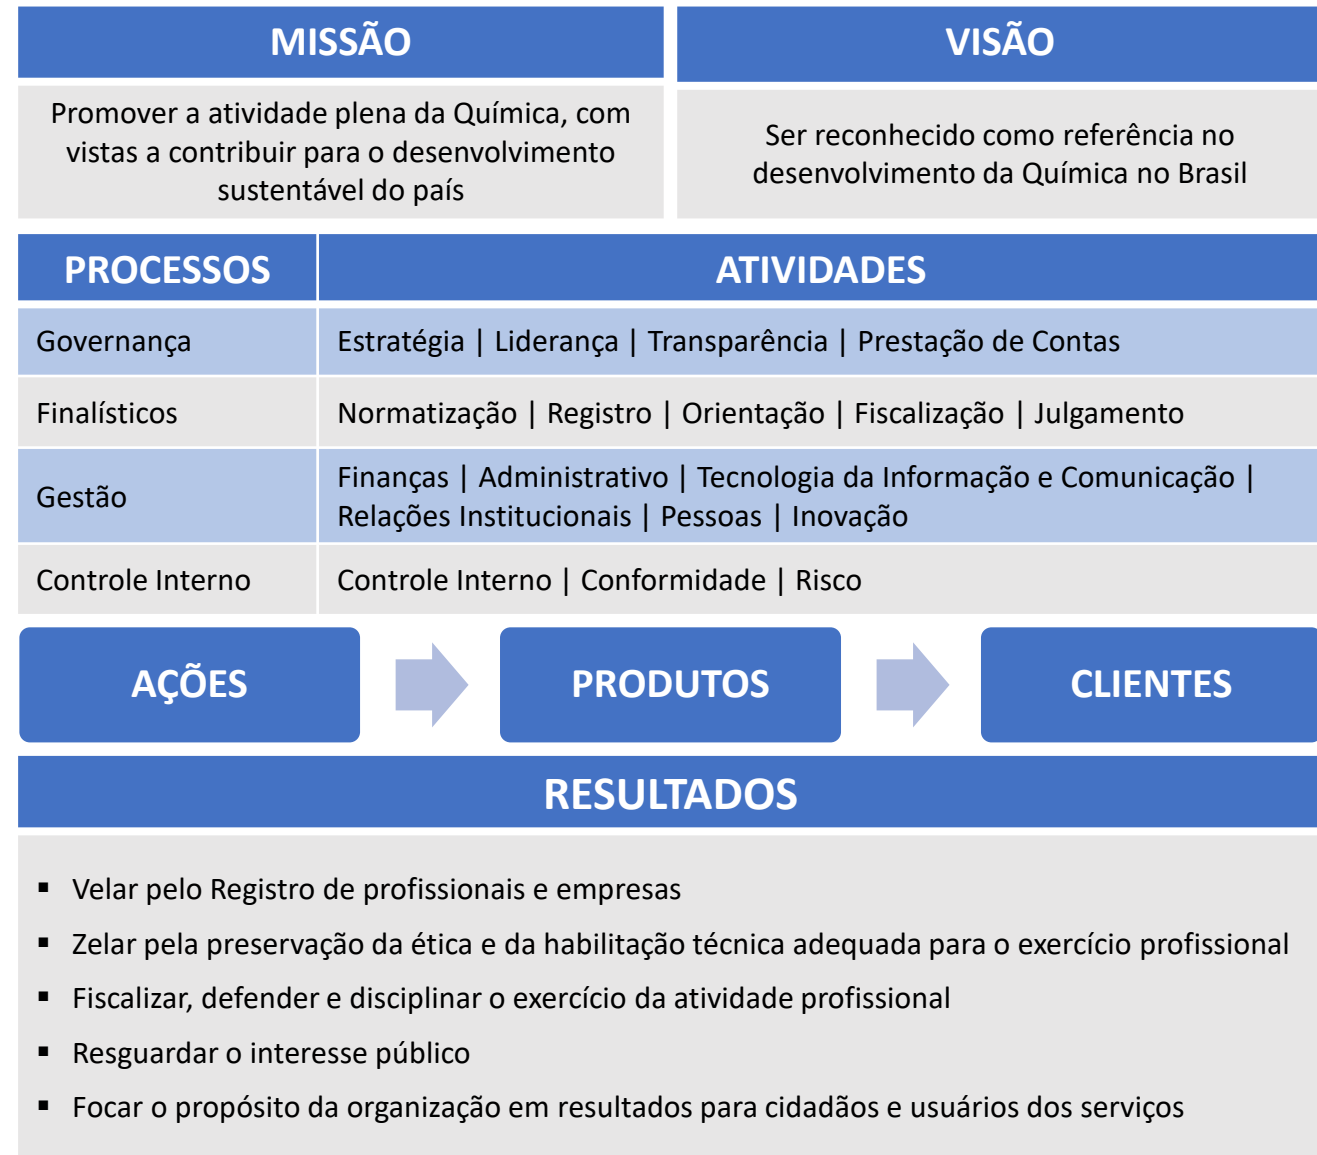 MISSÃO
Promover a atividade plena da Química, com
vistas a contribuir para o desenvolvimento
sustentável do país
VISÃO
Ser reconhecido como referência no
desenvolvimento da Química no Brasil
PROCESSOS
ATIVIDADES
Governança
Estratégia | Liderança | Transparência | Prestação de Contas
Finalísticos
Normatização | Registro | Orientação | Fiscalização | Julgamento
Gestão
Finanças | Administrativo | Tecnologia da Informação e Comunicação |
Relações Institucionais | Pessoas | Inovação
Controle Interno
Controle Interno | Conformidade | Risco
AÇÕES
PRODUTOS
CLIENTES
RESULTADOS
▪ Velar pelo Registro de profissionais e empresas
▪ Zelar pela preservação da ética e da habilitação técnica adequada para o exercício profissional
▪ Fiscalizar, defender e disciplinar o exercício da atividade profissional
▪ Resguardar o interesse público
▪ Focar o propósito da organização em resultados para cidadãos e usuários dos serviços